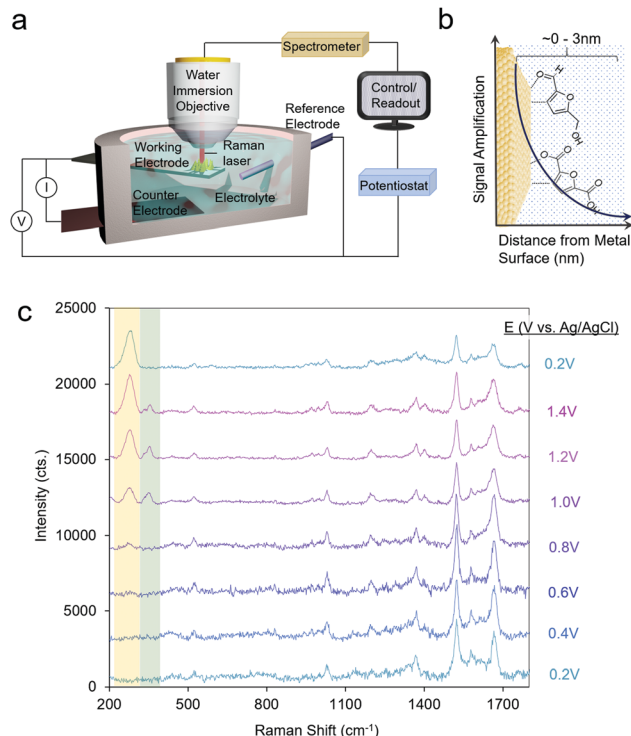 a
Spectrometer
Water
Immersion
Objective
Control/
Readout
Reference
Electrode
Working
Electrode
Raman
laser
I
V
Counter
Electrode
Electrolyte
Potentiostat
b
~0 - 3nm
Signal Amplification
O
H
O
OH
O
O
O
O
OH
Distance from Metal
Surface (nm)
c
E (V vs. Ag/AgCl)
25000
20000
15000
10000
5000
0
Intensity (cts.)
0.2V
1.4V
1.2V
1.0V
0.8V
0.6V
0.4V
0.2V
200
500
800
1100
1400
1700
Raman Shift (cm⁻¹)